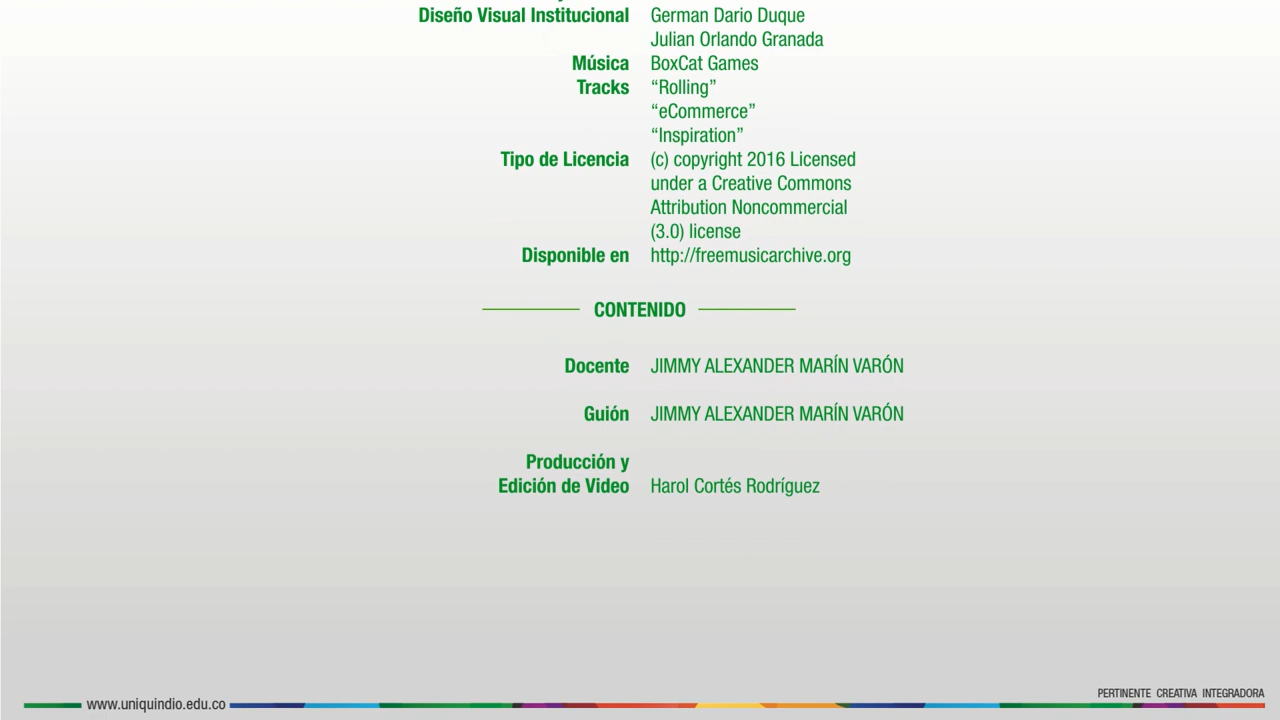 Diseño Visual Institucional German Dario Duque
Julian Orlando Granada
Música BoxCat Games
Tracks “Rolling”
“eCommerce”
“Inspiration”
Tipo de Licencia (c) copyright 2016 Licensed
under a Creative Commons
Attribution Noncommercial
(3.0) license
Disponible en http://freemusicarchive.org
CONTENIDO
Docente JIMMY ALEXANDER MARÍN VARÓN
Guión JIMMY ALEXANDER MARÍN VARÓN
Producción y
Edición de Video Harol Cortés Rodríguez
PERTINENTE CREATIVA INTEGRADORA
www.uniquindio.edu.co